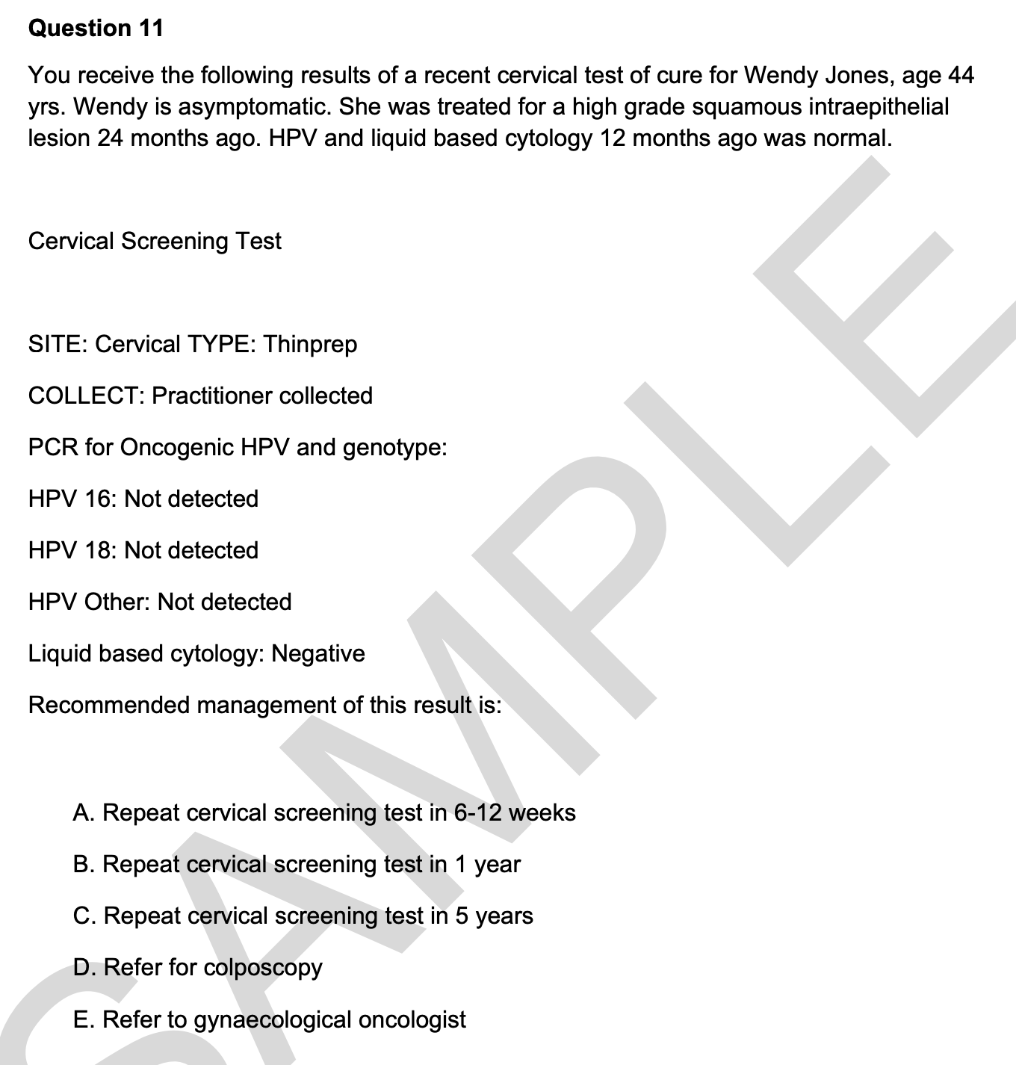 Question 11
You receive the following results of a recent cervical test of cure for Wendy Jones, age 44
yrs. Wendy is asymptomatic. She was treated for a high grade squamous intraepithelial
lesion 24 months ago. HPV and liquid based cytology 12 months ago was normal.
Cervical Screening Test
SITE: Cervical TYPE: Thinprep
COLLECT: Practitioner collected
PCR for Oncogenic HPV and genotype:
HPV 16: Not detected
HPV 18: Not detected
HPV Other: Not detected
Liquid based cytology: Negative
Recommended management of this result is:
A. Repeat cervical screening test in 6-12 weeks
B. Repeat cervical screening test in 1 year
C. Repeat cervical screening test in 5 years
D. Refer for colposcopy
E. Refer to gynaecological oncologist
SAMPLE